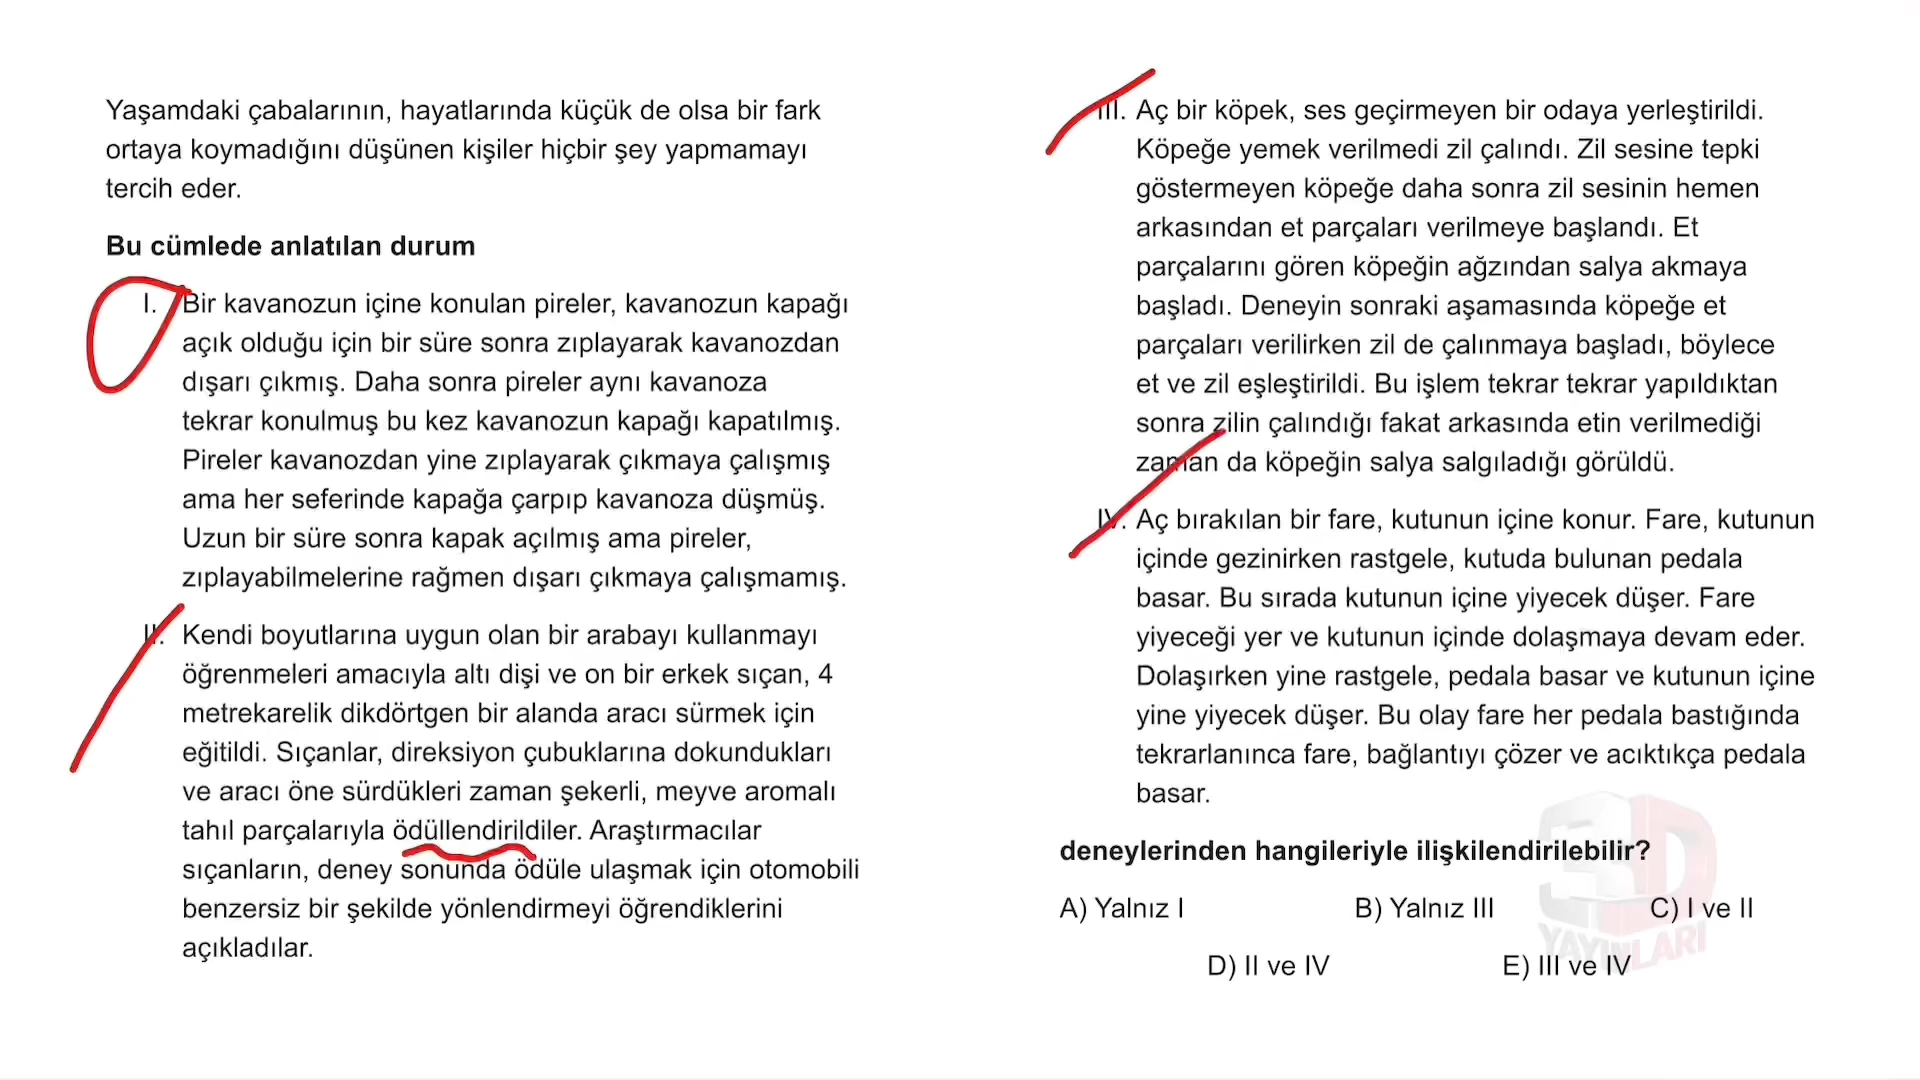 Yaşamdaki çabalarının, hayatlarında küçük de olsa bir fark
ortaya koymadığını düşünen kişiler hiçbir şey yapmamayı
tercih eder.
Bu cümlede anlatılan durum
I. Bir kavanozun içine konulan pireler, kavanozun kapağı
açık olduğu için bir süre sonra zıplayarak kavanozdan
dışarı çıkmış. Daha sonra pireler aynı kavanoza
tekrar konulmuş bu kez kavanozun kapağı kapatılmış.
Pireler kavanozdan yine zıplayarak çıkmaya çalışmış
ama her seferinde kapağa çarpıp kavanoza düşmüş.
Uzun bir süre sonra kapak açılmış ama pireler,
zıplayabilmelerine rağmen dışarı çıkmaya çalışmamış.
II. Kendi boyutlarına uygun olan bir arabayı kullanmayı
öğrenmeleri amacıyla altı dişi ve on bir erkek sıçan, 4
metrekarelik dikdörtgen bir alanda aracı sürmek için
eğitildi. Sıçanlar, direksiyon çubuklarına dokundukları
ve aracı öne sürdükleri zaman şekerli, meyve aromalı
tahıl parçalarıyla ödüllendirildiler. Araştırmacılar
sıçanların, deney sonunda ödüle ulaşmak için otomobili
benzersiz bir şekilde yönlendirmeyi öğrendiklerini
açıkladılar.
III. Aç bir köpek, ses geçirmeyen bir odaya yerleştirildi.
Köpeğe yemek verilmedi zil çalındı. Zil sesine tepki
göstermeyen köpeğe daha sonra zil sesinin hemen
arkasından et parçaları verilmeye başlandı. Et
parçalarını gören köpeğin ağzından salya akmaya
başladı. Deneyin sonraki aşamasında köpeğe et
parçaları verilirken zil de çalınmaya başladı, böylece
et ve zil eşleştirildi. Bu işlem tekrar tekrar yapıldıktan
sonra zilin çalındığı fakat arkasında etin verilmediği
zaman da köpeğin salya salgıladığı görüldü.
IV. Aç bırakılan bir fare, kutunun içine konur. Fare, kutunun
içinde gezinirken rastgele, kutuda bulunan pedala
basar. Bu sırada kutunun içine yiyecek düşer. Fare
yiyeceği yer ve kutunun içinde dolaşmaya devam eder.
Dolaşırken yine rastgele, pedala basar ve kutunun içine
yine yiyecek düşer. Bu olay fare her pedala bastığında
tekrarlanınca fare, bağlantıyı çözer ve acıktıkça pedala
basar.
deneylerinden hangileriyle ilişkilendirilebilir?
A) Yalnız I B) Yalnız III C) I ve II
D) II ve IV E) III ve IV
3D
YAYINLARI